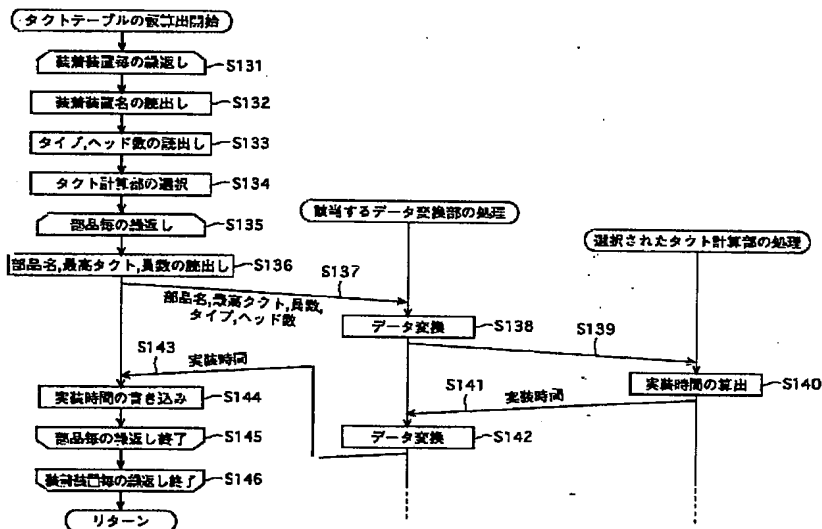 タクトテーブルの仮算出開始
装着装置毎の繰返し
S131
装着装置名の読出し
S132
タイプ,ヘッド数の読出し
S133
タクト計算部の選択
S134
部品毎の繰返し
S135
部品名,最高タクト,員数の読出し
S136
該当するデータ変換部の処理
選択されたタクト計算部の処理
S137
部品名,最高タクト,員数,
タイプ,ヘッド数
データ変換
S138
S139
実装時間の算出
S140
S141
実装時間
データ変換
S142
S143
実装時間
実装時間の書き込み
S144
部品毎の繰返し終了
S145
装着装置毎の繰返し終了
S146
リターン